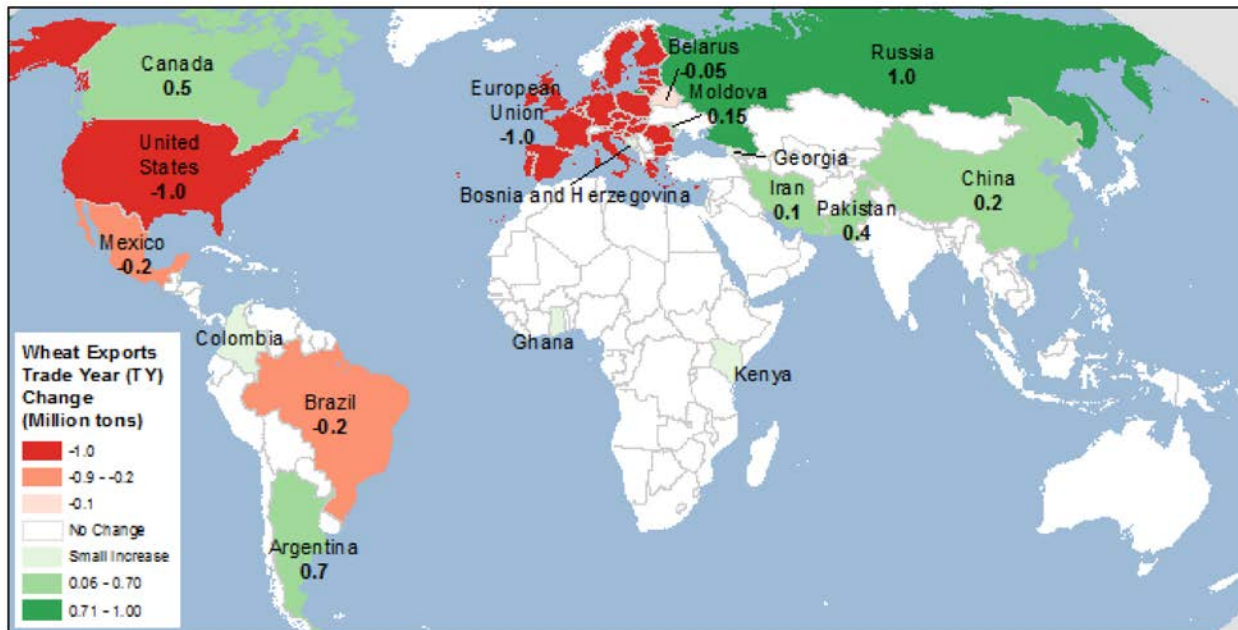 Canada
0.5
United
States
-1.0
Mexico
-0.2
Colombia
Brazil
-0.2
Argentina
0.7
European
Union
-1.0
Belarus
-0.05
Moldova
0.15
Russia
1.0
Bosnia and Herzegovina
Georgia
Iran
0.1
Pakistan
0.4
China
0.2
Ghana
Kenya
Wheat Exports
Trade Year (TY)
Change
(Million tons)
-1.0
-0.9 - -0.2
-0.1
No Change
Small Increase
0.06 - 0.70
0.71 - 1.00